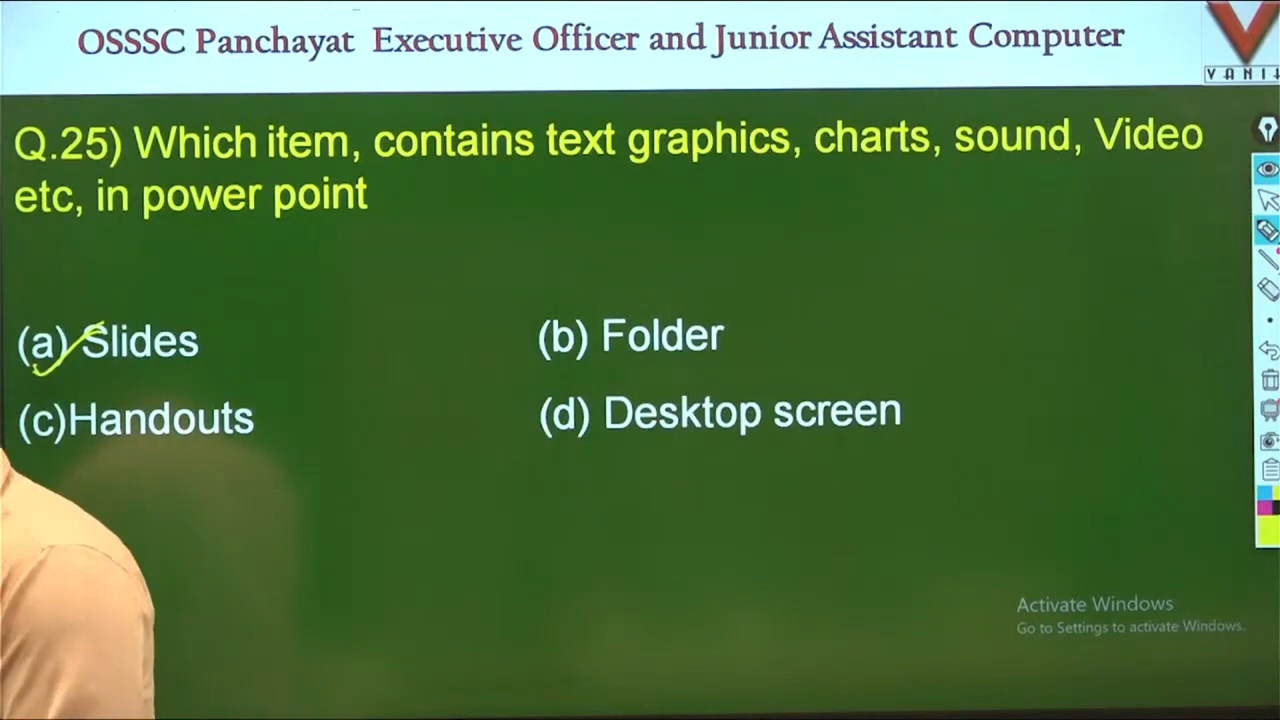 OSSSC Panchayat Executive Officer and Junior Assistant Computer
VANI
Q.25) Which item, contains text graphics, charts, sound, Video
etc, in power point
(a) Slides
(b) Folder
(c)Handouts
(d) Desktop screen
Activate Windows
Go to Settings to activate Windows.